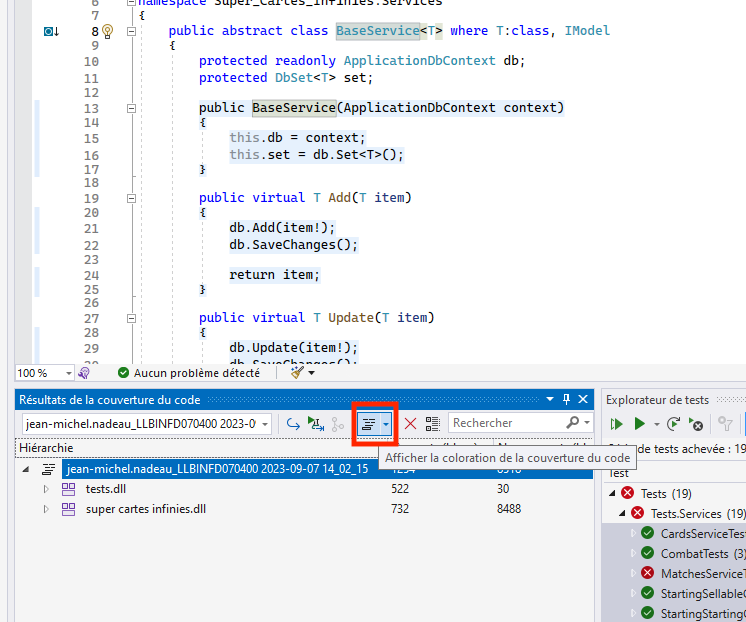 6 namespace Super_Cartes_Infinies.Services
7 {
8 public abstract class BaseService<T> where T:class, IModel
9 {
10 protected readonly ApplicationDbContext db;
11 protected DbSet<T> set;
12
13 public BaseService(ApplicationDbContext context)
14 {
15 this.db = context;
16 this.set = db.Set<T>();
17 }
18
19 public virtual T Add(T item)
20 {
21 db.Add(item!);
22 db.SaveChanges();
23
24 return item;
25 }
26
27 public virtual T Update(T item)
28 {
29 db.Update(item!);
db.SaveChanges();
100 % Aucun problème détecté
Résultats de la couverture du code
jean-michel.nadeau_LLBINFD070400 2023-0
Rechercher
Hiérarchie
Afficher la coloration de la couverture du code
jean-michel.nadeau_LLBINFD070400 2023-09-07 14_02_15
tests.dll 522 30
super cartes infinies.dll 732 8488
Explorateur de tests
de tests achevée : 19
Test
Tests (19)
Tests.Services (19)
CardsServiceTest
CombatTests (3)
MatchesServiceT
StartingSellableC
StartingStartingC